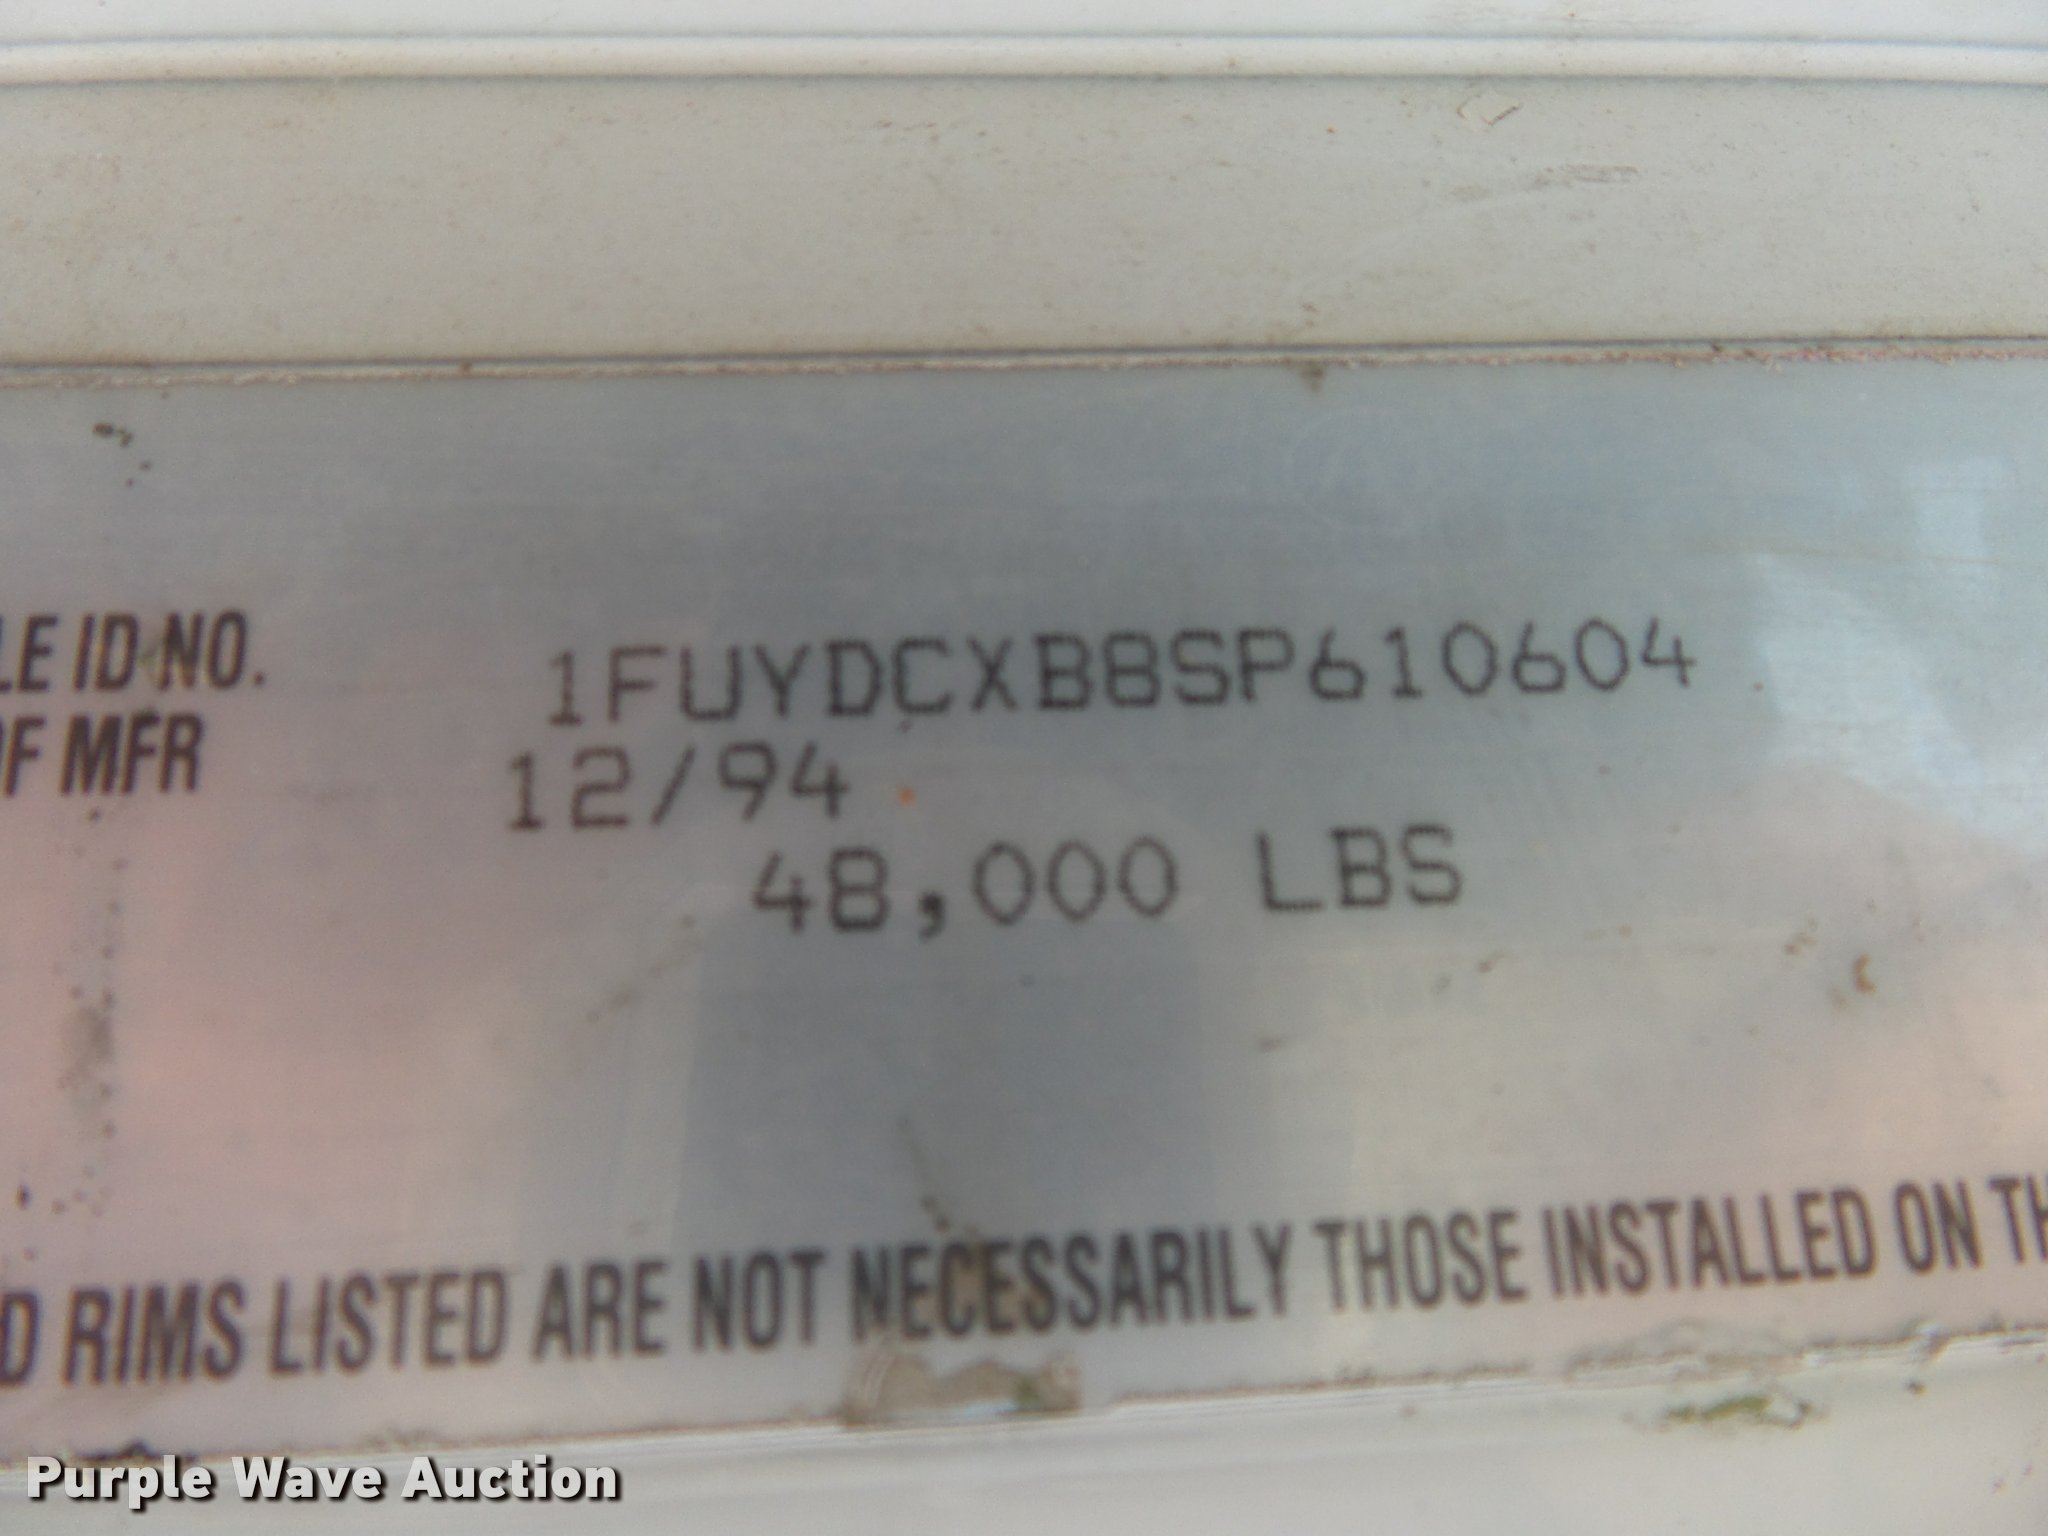 LE ID NO. 1FUYDCXB8SP610604
OF MFR 12/94
48,000 LBS
D RIMS LISTED ARE NOT NECESSARILY THOSE INSTALLED ON TH
Purple Wave Auction